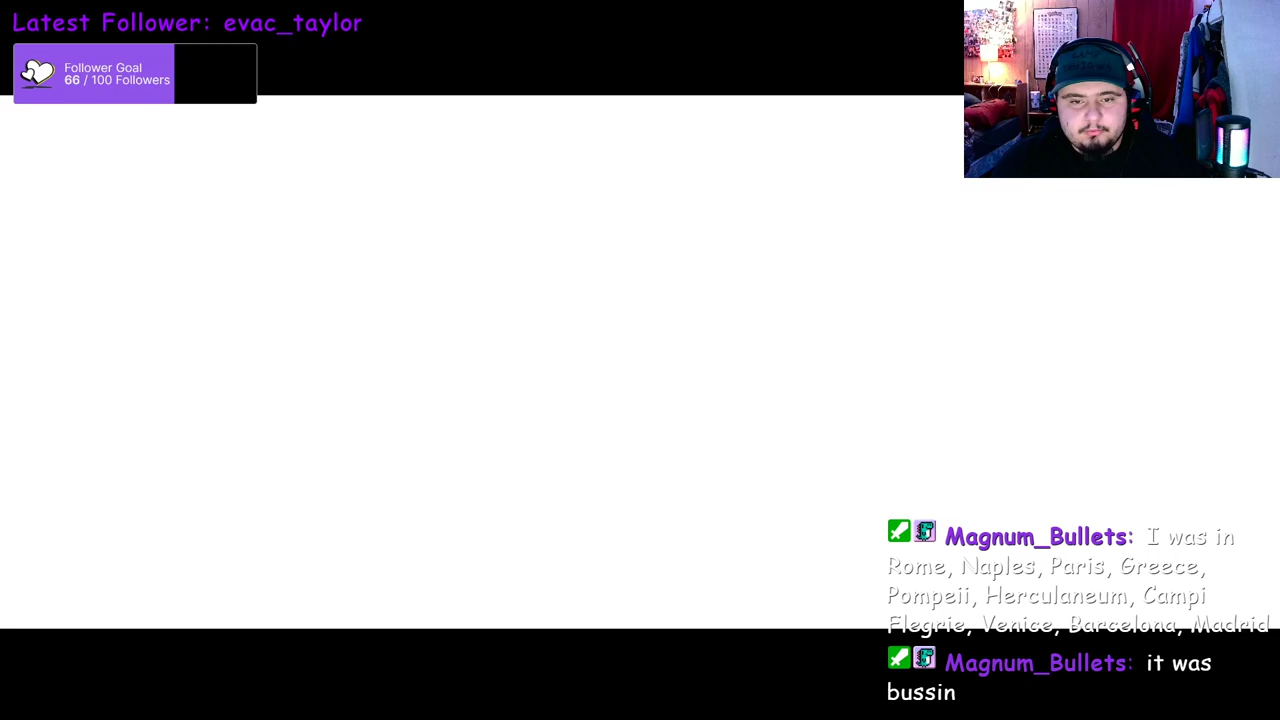 Latest Follower: evac_taylor
Follower Goal
66 / 100 Followers
Magnum_Bullets: I was in
Rome, Naples, Paris, Greece,
Pompeii, Herculaneum, Campi
Flegrie, Venice, Barcelona, Madrid
Magnum_Bullets: it was
bussin